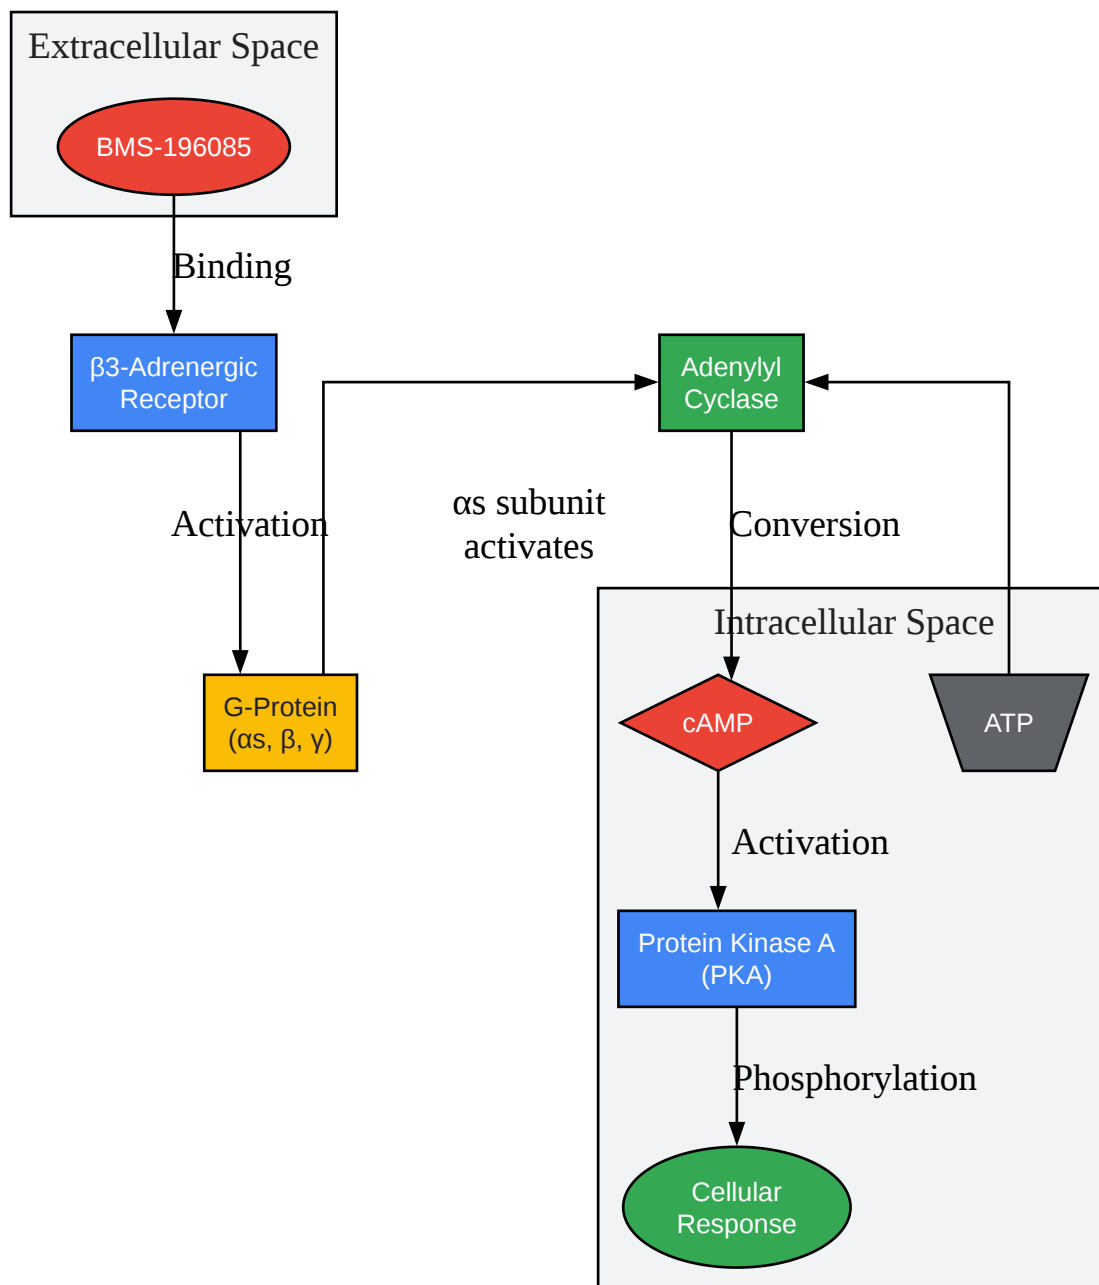 Extracellular Space
BMS-196085
Binding
β3-Adrenergic
Receptor
Adenylyl
Cyclase
Activation
αs subunit
activates
Conversion
Intracellular Space
G-Protein
(αs, β, γ)
cAMP
ATP
Activation
Protein Kinase A
(PKA)
Phosphorylation
Cellular
Response